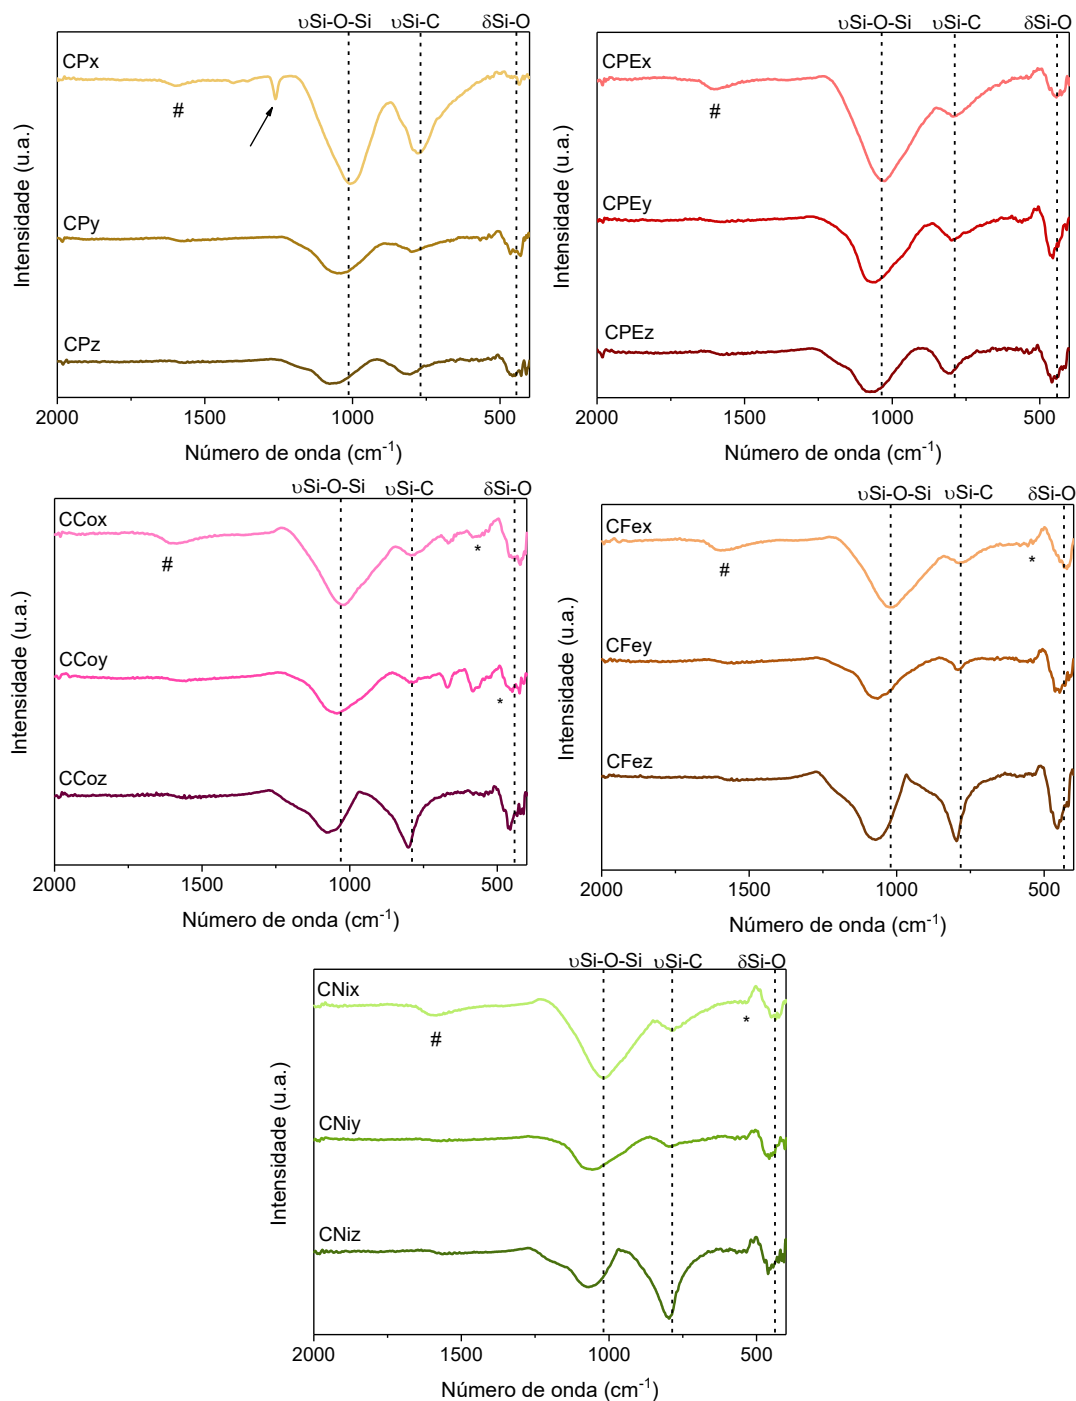 υSi-O-Si υSi-C δSi-O
CPx
#
CPy
CPz
Intensidade (u.a.)
2000 1500 1000 500
Número de onda (cm⁻¹)
υSi-O-Si υSi-C δSi-O
CPEx
#
CPEy
CPEz
Intensidade (u.a.)
2000 1500 1000 500
Número de onda (cm⁻¹)
υSi-O-Si υSi-C δSi-O
CCox
# *
CCoy
*
CCoz
Intensidade (u.a.)
2000 1500 1000 500
Número de onda (cm⁻¹)
υSi-O-Si υSi-C δSi-O
CFex
# *
CFey
CFez
Intensidade (u.a.)
2000 1500 1000 500
Número de onda (cm⁻¹)
υSi-O-Si υSi-C δSi-O
CNix
# *
CNiy
CNiz
Intensidade (u.a.)
2000 1500 1000 500
Número de onda (cm⁻¹)